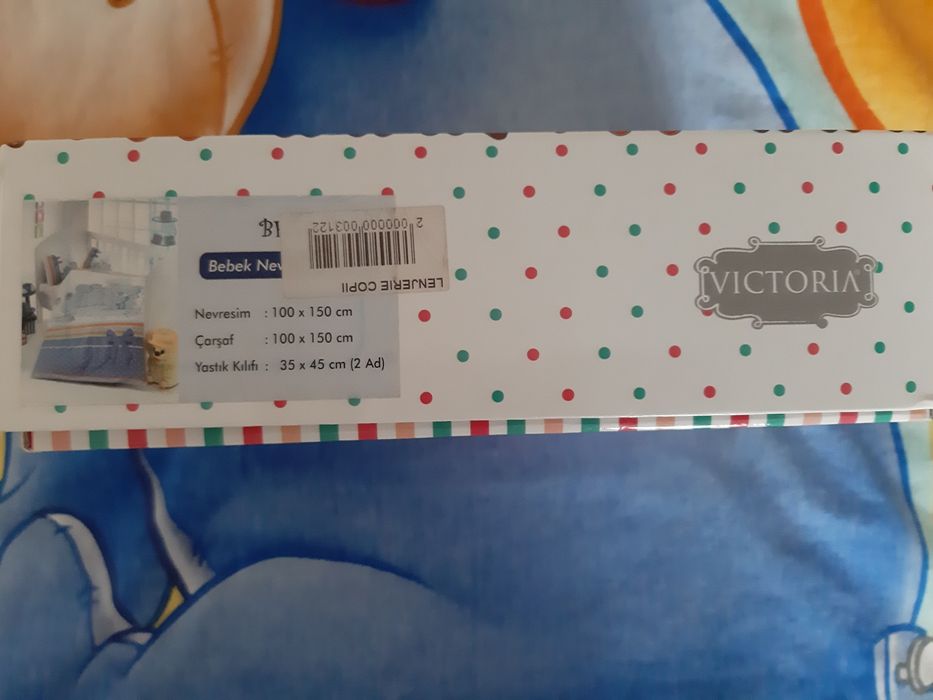 Bebek
Nevresim : 100 x 150 cm
Çarşaf : 100 x 150 cm
Yastık Kılıfı : 35 x 45 cm (2 Ad)
2 000000 003122
LENJERIE COPII
VICTORIA